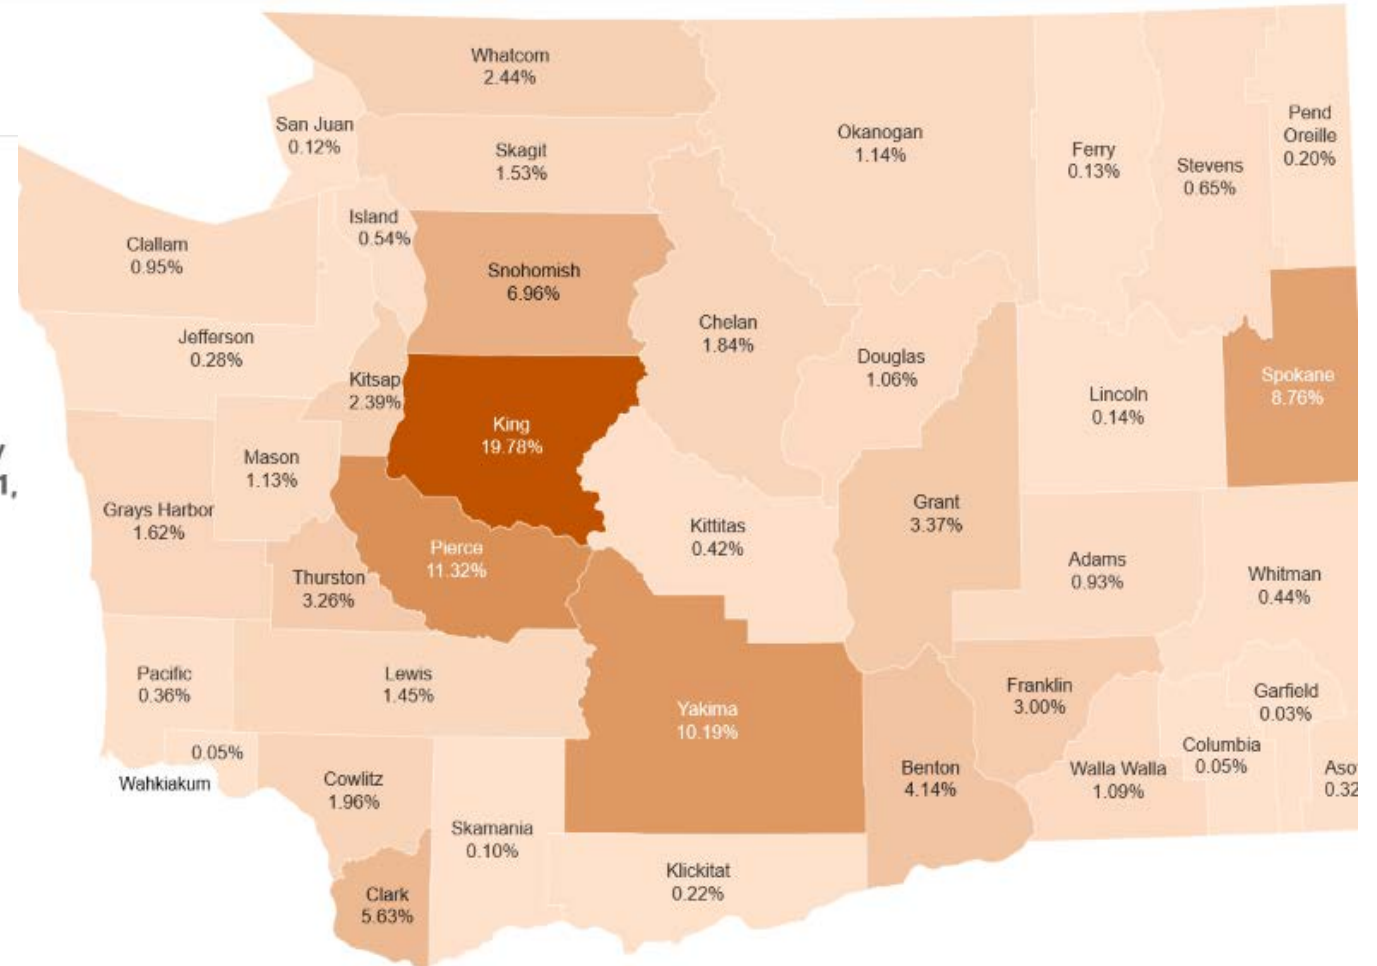 Whatcom
2.44%
San Juan
0.12%
Skagit
1.53%
Okanogan
1.14%
Ferry
0.13%
Stevens
0.65%
Pend
Oreille
0.20%
Island
0.54%
Clallam
0.95%
Snohomish
6.96%
Chelan
1.84%
Jefferson
0.28%
Kitsap
2.39%
Douglas
1.06%
Lincoln
0.14%
Spokane
8.76%
King
19.78%
y
1,
Mason
1.13%
Grays Harbor
1.62%
Kittitas
0.42%
Grant
3.37%
Pierce
11.32%
Thurston
3.26%
Adams
0.93%
Whitman
0.44%
Pacific
0.36%
Lewis
1.45%
Yakima
10.19%
Franklin
3.00%
Garfield
0.03%
0.05%
Wahkiakum
Cowlitz
1.96%
Benton
4.14%
Walla Walla
1.09%
Columbia
0.05%
Aso
0.32
Skamania
0.10%
Klickitat
0.22%
Clark
5.63%